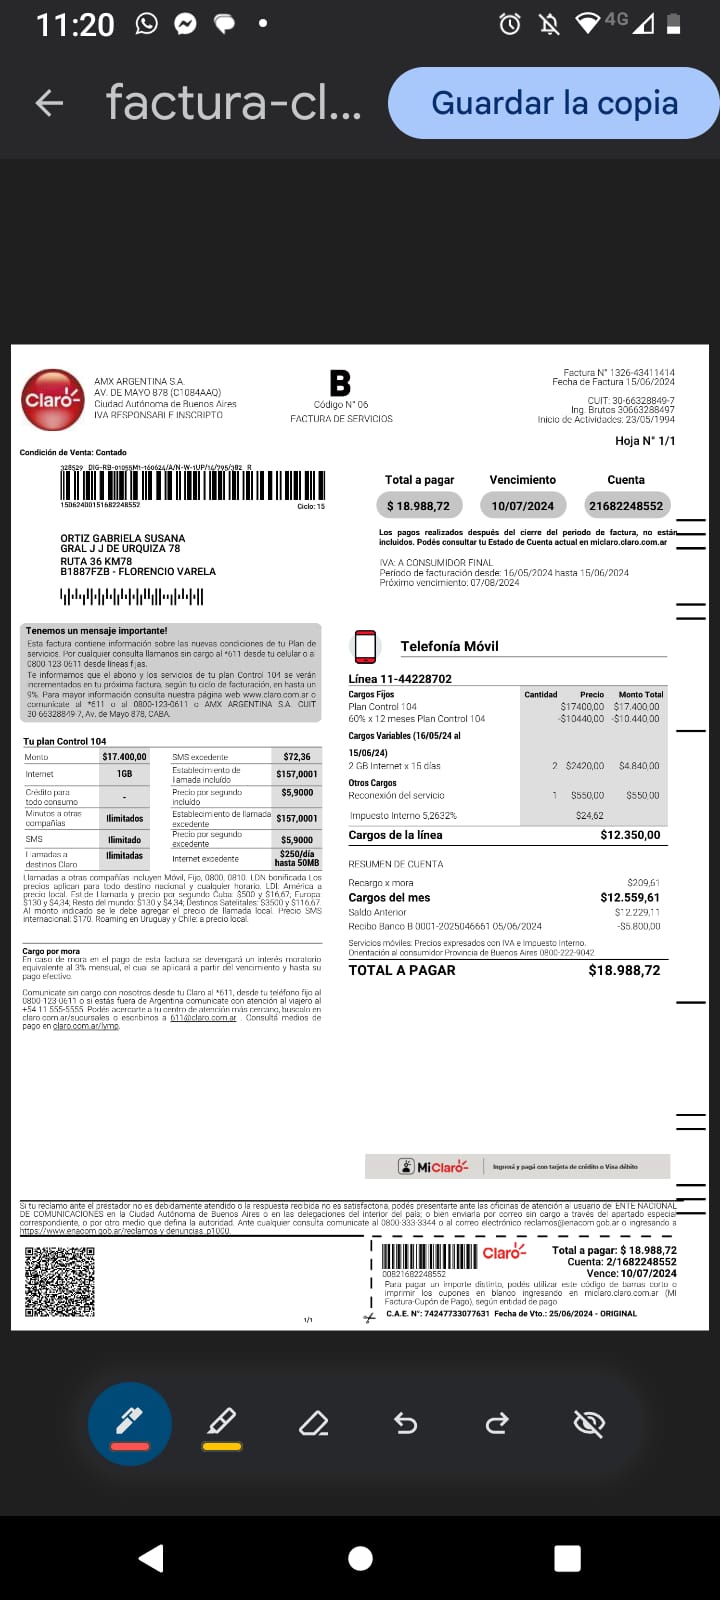 11:20
4G
factura-cl...
Guardar la copia
Claro
AMX ARGENTINA S.A.
AV. DE MAYO 878 (C1084AAQ)
Ciudad Autónoma de Buenos Aires
IVA RESPONSABLE INSCRIPTO
B
Código N° 06
FACTURA DE SERVICIOS
Factura N° 1326-43411414
Fecha de Factura 15/06/2024
CUIT: 30-66328849-7
Ing. Brutos 30663288497
Inicio de Actividades: 23/05/1994
Hoja N° 1/1
Condición de Venta: Contado
328529 DIG-RB-01055M1-160624/A/N-W-1UP/14/795/382 R
1506240015168224 8552
Ciclo: 15
Total a pagar Vencimiento Cuenta
$ 18.988,72 10/07/2024 21682248552
Los pagos realizados después del cierre del periodo de factura, no están
incluidos. Podés consultar tu Estado de Cuenta actual en miclaro.claro.com.ar
ORTIZ GABRIELA SUSANA
GRAL J J DE URQUIZA 78
RUTA 36 KM78
B1887FZB - FLORENCIO VARELA
IVA: A CONSUMIDOR FINAL
Período de facturación desde: 16/05/2024 hasta 15/06/2024
Próximo vencimiento: 07/08/2024
Tenemos un mensaje importante!
Esta factura contiene información sobre las nuevas condiciones de tu Plan de
servicios. Por cualquier consulta llamanos sin cargo al *611 desde tu celular o a
0800 123 0611 desde líneas fijas.
Te informamos que el abono y los servicios de tu plan Control 104 se verán
incrementados en tu próxima factura, según tu ciclo de facturación, en hasta un
9%. Para mayor información consulta nuestra página web www.claro.com.ar o
comunicate al *611 o al 0800-123-0611 o AMX ARGENTINA S.A. CUIT
30-66328849-7, Av. de Mayo 878, CABA.
Tu plan Control 104
Monto $17.400,00 SMS excedente $72,36
Internet 1GB Establecimiento de llamada incluido $157,0001
Crédito para todo consumo - Precio por segundo incluido $5,9000
Minutos a otras compañías Ilimitados Establecimiento de llamada excedente $157,0001
SMS Ilimitado Precio por segundo excedente $5,9000
Llamadas a destinos Claro Ilimitadas Internet excedente $250/día hasta 50MB
Llamadas a otras compañías incluyen Móvil, Fijo, 0800, 0810. LDN bonificada Los
precios aplican para todo destino nacional y cualquier horario. LDI: América a
precio local. Est de Llamada y precio por segundo Cuba: $500 y $16,67; Europa:
$130 y $4,34; Resto del mundo: $130 y $4,34; Destinos Satelitales: $3500 y $116,67.
Al monto indicado se le debe agregar el precio de llamada local. Precio SMS
internacional: $170. Roaming en Uruguay y Chile: a precio local.
Cargo por mora
En caso de mora en el pago de esta factura se devengará un interés moratorio
equivalente al 3% mensual, el cual se aplicará a partir del vencimiento y hasta su
pago efectivo.
Comunicate sin cargo con nosotros desde tu Claro al *611, desde tu teléfono fijo al
0800-123-0611 o si estás fuera de Argentina comunicate con atención al viajero al
+54 11 555-5555. Podés acercarte a tu centro de atención más cercano, buscalo en
claro.com.ar/sucursales o escribinos a 611@claro.com.ar . Consultá medios de
pago en claro.com.ar/lymp.
Telefonía Móvil
Línea 11-44228702
Cargos Fijos Cantidad Precio Monto Total
Plan Control 104 $17400,00 $17.400,00
60% x 12 meses Plan Control 104 -$10440,00 -$10.440,00
Cargos Variables (16/05/24 al
15/06/24)
2 GB Internet x 15 días 2 $2420,00 $4.840,00
Otros Cargos
Reconexión del servicio 1 $550,00 $550,00
Impuesto Interno 5,2632% $24,62
Cargos de la línea $12.350,00
RESUMEN DE CUENTA
Recargo x mora $209,61
Cargos del mes $12.559,61
Saldo Anterior $12.229,11
Recibo Banco B 0001-2025046651 05/06/2024 -$5.800,00
Servicios móviles: Precios expresados con IVA e Impuesto Interno.
Orientación al consumidor Provincia de Buenos Aires 0800-222-9042
TOTAL A PAGAR $18.988,72
MiClaro
Ingresá y pagá con tarjeta de crédito o Visa débito
Si tu reclamo ante el prestador no es debidamente atendido o la respuesta recibida no es satisfactoria, podés presentarte ante las oficinas de atención al usuario de: ENTE NACIONAL
DE COMUNICACIONES en la Ciudad Autónoma de Buenos Aires o en las delegaciones del interior del país; o bien enviarla por correo sin cargo a través del apartado especial
correspondiente, o por otro medio que defina la autoridad. Ante cualquier consulta comunicate al 0800-333-3344 o al correo electrónico reclamos@enacom.gob.ar o ingresando a
https://www.enacom.gob.ar/reclamos y denuncias_p1000.
Claro
00821682248552
Total a pagar: $ 18.988,72
Cuenta: 2/1682248552
Vence: 10/07/2024
Para pagar un importe distinto, podés utilizar este código de barras corto o
imprimir los cupones en blanco ingresando en miclaro.claro.com.ar (MI
Factura-Cupón de Pago), según entidad de pago
C.A.E. N°: 74247733077631 Fecha de Vto.: 25/06/2024 - ORIGINAL
1/1